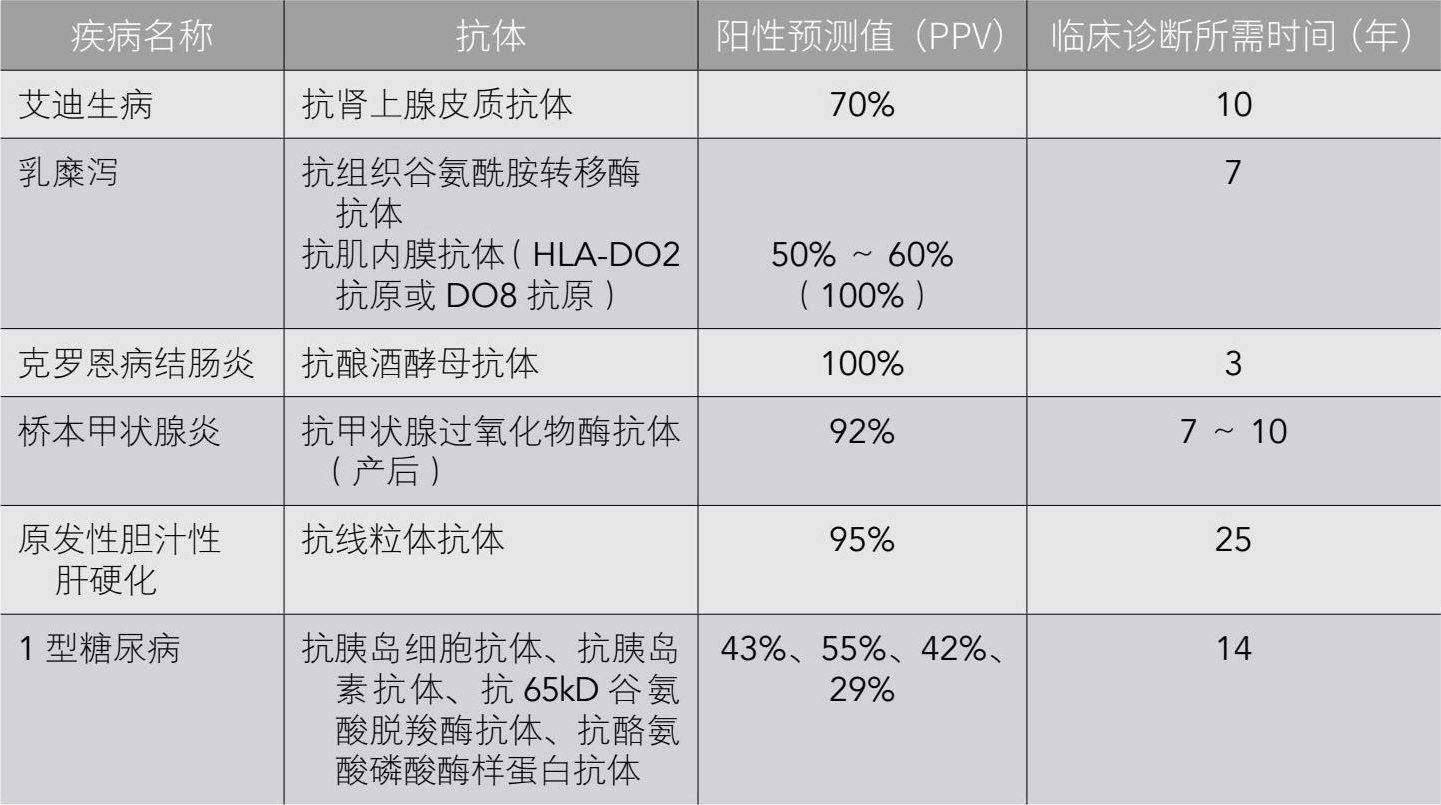 疾病名称 抗体 阳性预测值（PPV） 临床诊断所需时间（年）
艾迪生病 抗肾上腺皮质抗体 70% 10
乳糜泻 抗组织谷氨酰胺转移酶 7
抗体
抗肌内膜抗体（HLA-DO2 50% ~ 60%
抗原或 DO8 抗原） （100%）
克罗恩病结肠炎 抗酿酒酵母抗体 100% 3
桥本甲状腺炎 抗甲状腺过氧化物酶抗体 92% 7 ~ 10
（产后）
原发性胆汁性 抗线粒体抗体 95% 25
肝硬化
1 型糖尿病 抗胰岛细胞抗体、抗胰岛 43%、55%、42%、 14
素抗体、抗 65kD 谷氨 29%
酸脱羧酶抗体、抗酪氨
酸磷酸酶样蛋白抗体